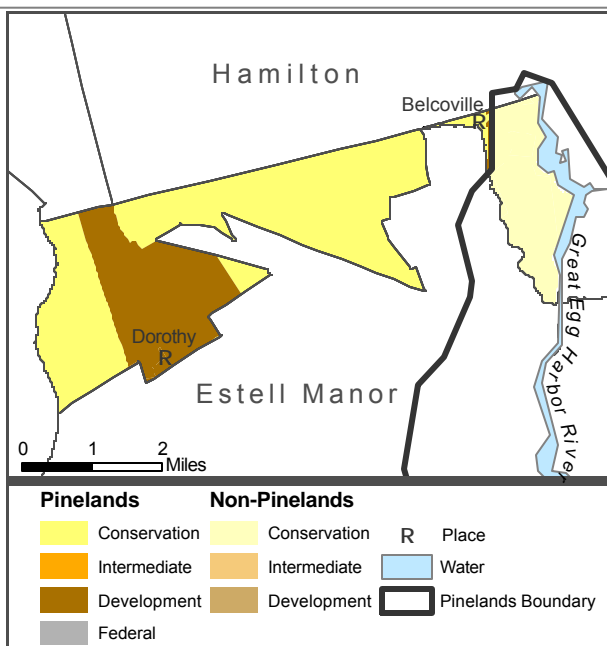 Hamilton
Belcoville
R
Great Egg Harbor River
Dorothy
R
Estell Manor
0 1 2
Miles
Pinelands Non-Pinelands
Conservation Conservation R Place
Intermediate Intermediate Water
Development Development Pinelands Boundary
Federal